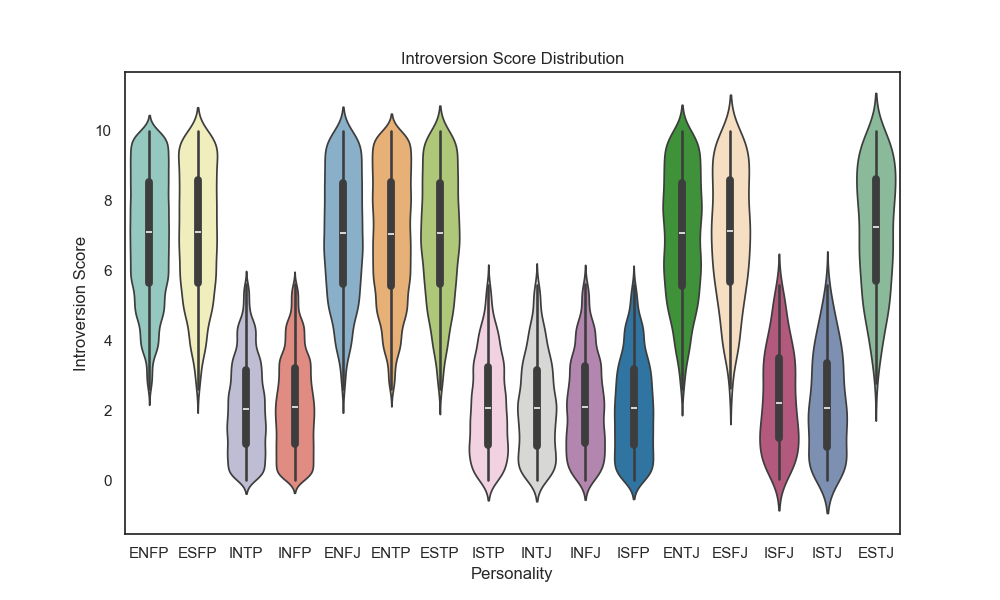 Introversion Score Distribution
Introversion Score
10
8
6
4
2
0
ENFP ESFP INTP INFP ENFJ ENTP ESTP ISTP INTJ INFJ ISFP ENTJ ESFJ ISFJ ISTJ ESTJ
Personality